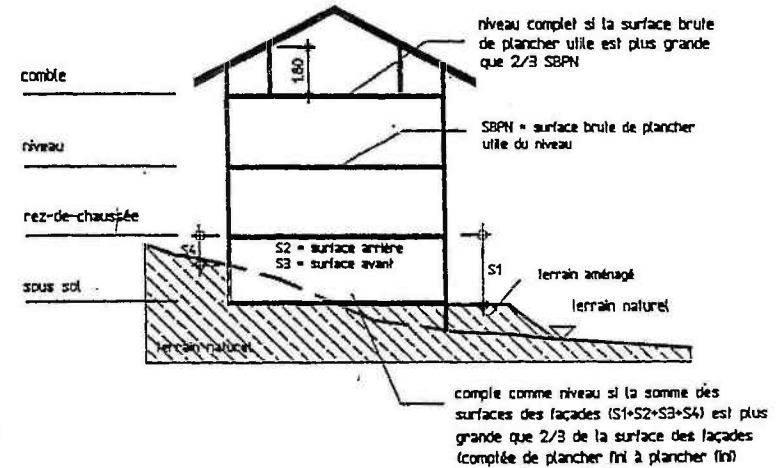 niveau complet si la surface brute
de plancher utile est plus grande
que 2/3 SBPN
1.80
comble
SBPN = surface brute de plancher
utile du niveau
niveau
rez-de-chaussée
S4
S2 = surface arrière
S3 = surface avant
S1
terrain aménagé
sous sol
terrain naturel
terrain naturel
compte comme niveau si la somme des
surfaces des façades (S1+S2+S3+S4) est plus
grande que 2/3 de la surface des façades
(comptée de plancher fini à plancher fini)